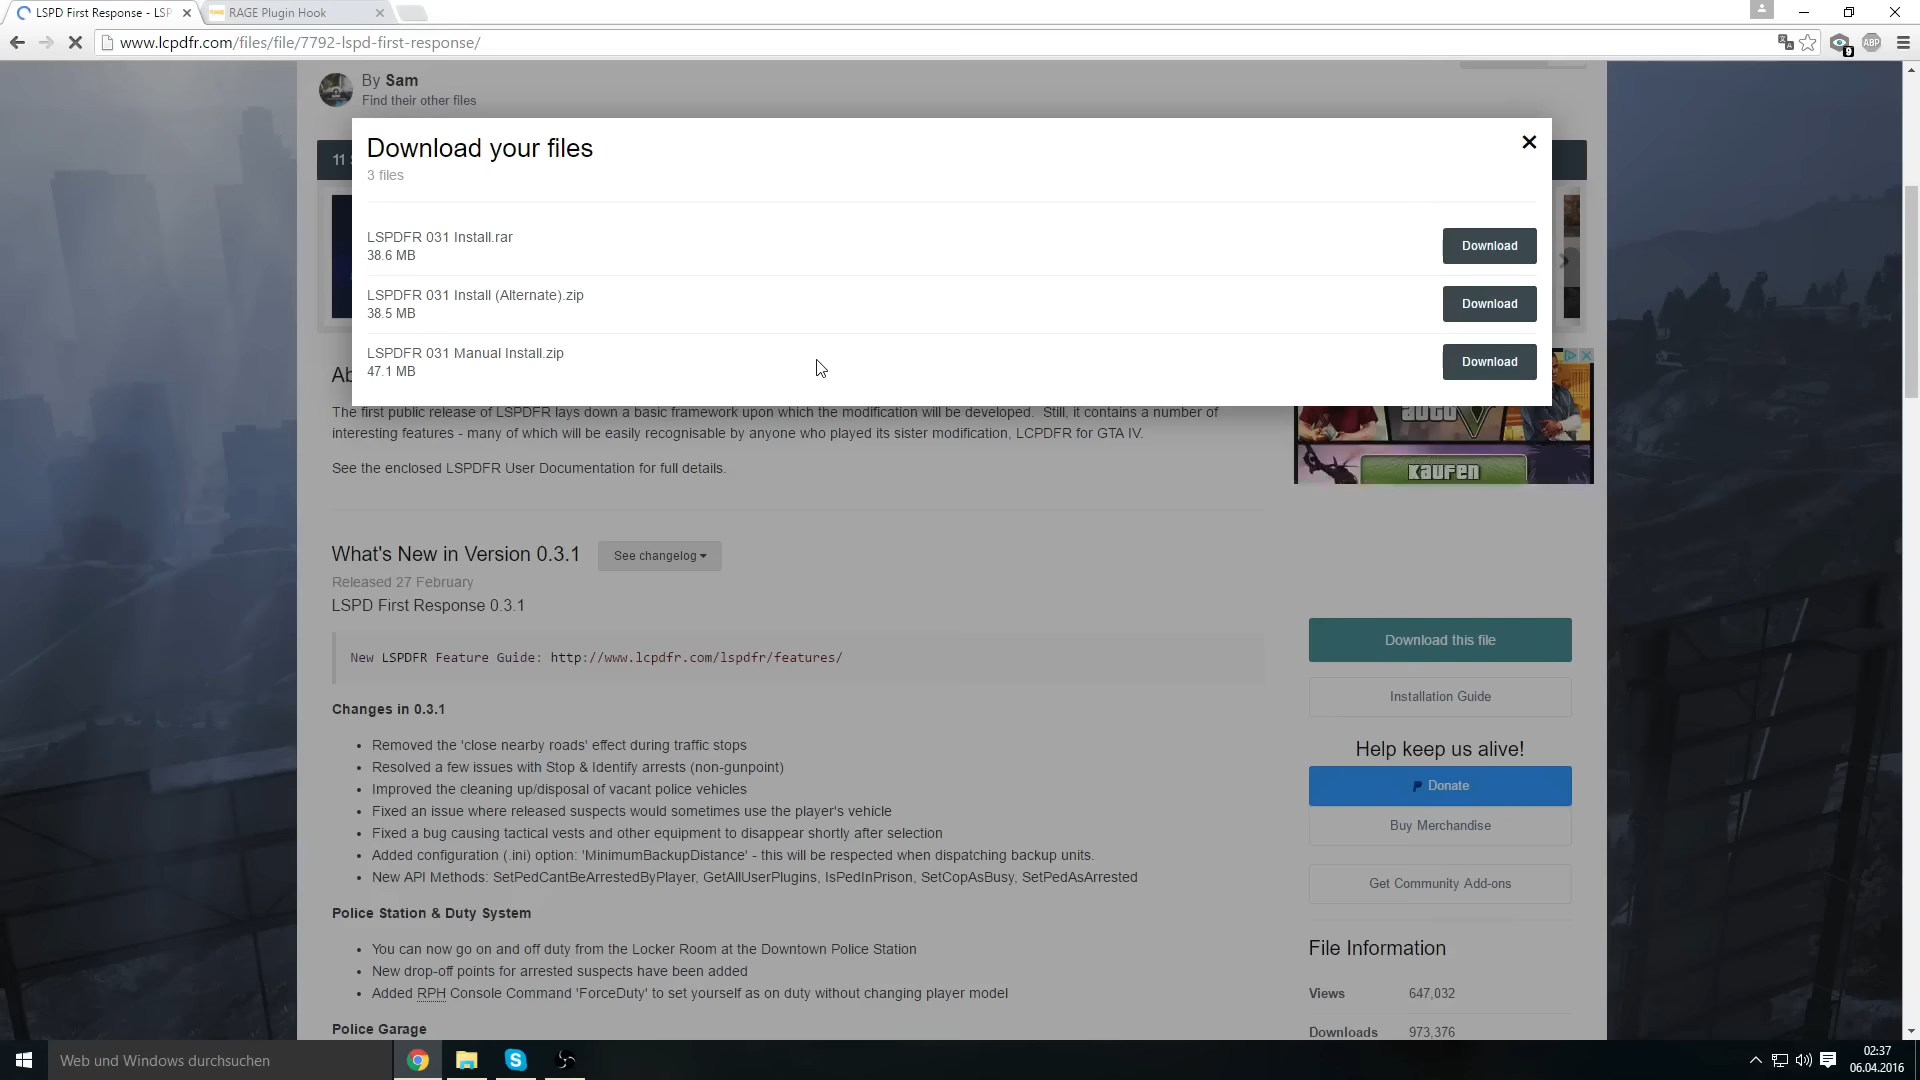 LSPD First Response - LSP
RAGE Plugin Hook
www.lcpdfr.com/files/file/7792-lspd-first-response/
9
ABP
By Sam
Find their other files
Download your files
3 files
11
LSPDFR 031 Install.rar
38.6 MB
Download
LSPDFR 031 Install (Alternate).zip
38.5 MB
Download
LSPDFR 031 Manual Install.zip
47.1 MB
Download
Ab
The first public release of LSPDFR lays down a basic framework upon which the modification will be developed. Still, it contains a number of
interesting features - many of which will be easily recognisable by anyone who played its sister modification, LCPDFR for GTA IV.
See the enclosed LSPDFR User Documentation for full details.
auto
KAUFEN
What's New in Version 0.3.1
See changelog
Released 27 February
LSPD First Response 0.3.1
New LSPDFR Feature Guide: http://www.lcpdfr.com/lspdfr/features/
Changes in 0.3.1
• Removed the 'close nearby roads' effect during traffic stops
• Resolved a few issues with Stop & Identify arrests (non-gunpoint)
• Improved the cleaning up/disposal of vacant police vehicles
• Fixed an issue where released suspects would sometimes use the player's vehicle
• Fixed a bug causing tactical vests and other equipment to disappear shortly after selection
• Added configuration (.ini) option: 'MinimumBackupDistance' - this will be respected when dispatching backup units.
• New API Methods: SetPedCantBeArrestedByPlayer, GetAllUserPlugins, IsPedInPrison, SetCopAsBusy, SetPedAsArrested
Police Station & Duty System
• You can now go on and off duty from the Locker Room at the Downtown Police Station
• New drop-off points for arrested suspects have been added
• Added RPH Console Command 'ForceDuty' to set yourself as on duty without changing player model
Police Garage
Download this file
Installation Guide
Help keep us alive!
Donate
Buy Merchandise
Get Community Add-ons
File Information
Views 647,032
Downloads 973,376
Web und Windows durchsuchen
02:37
06.04.2016